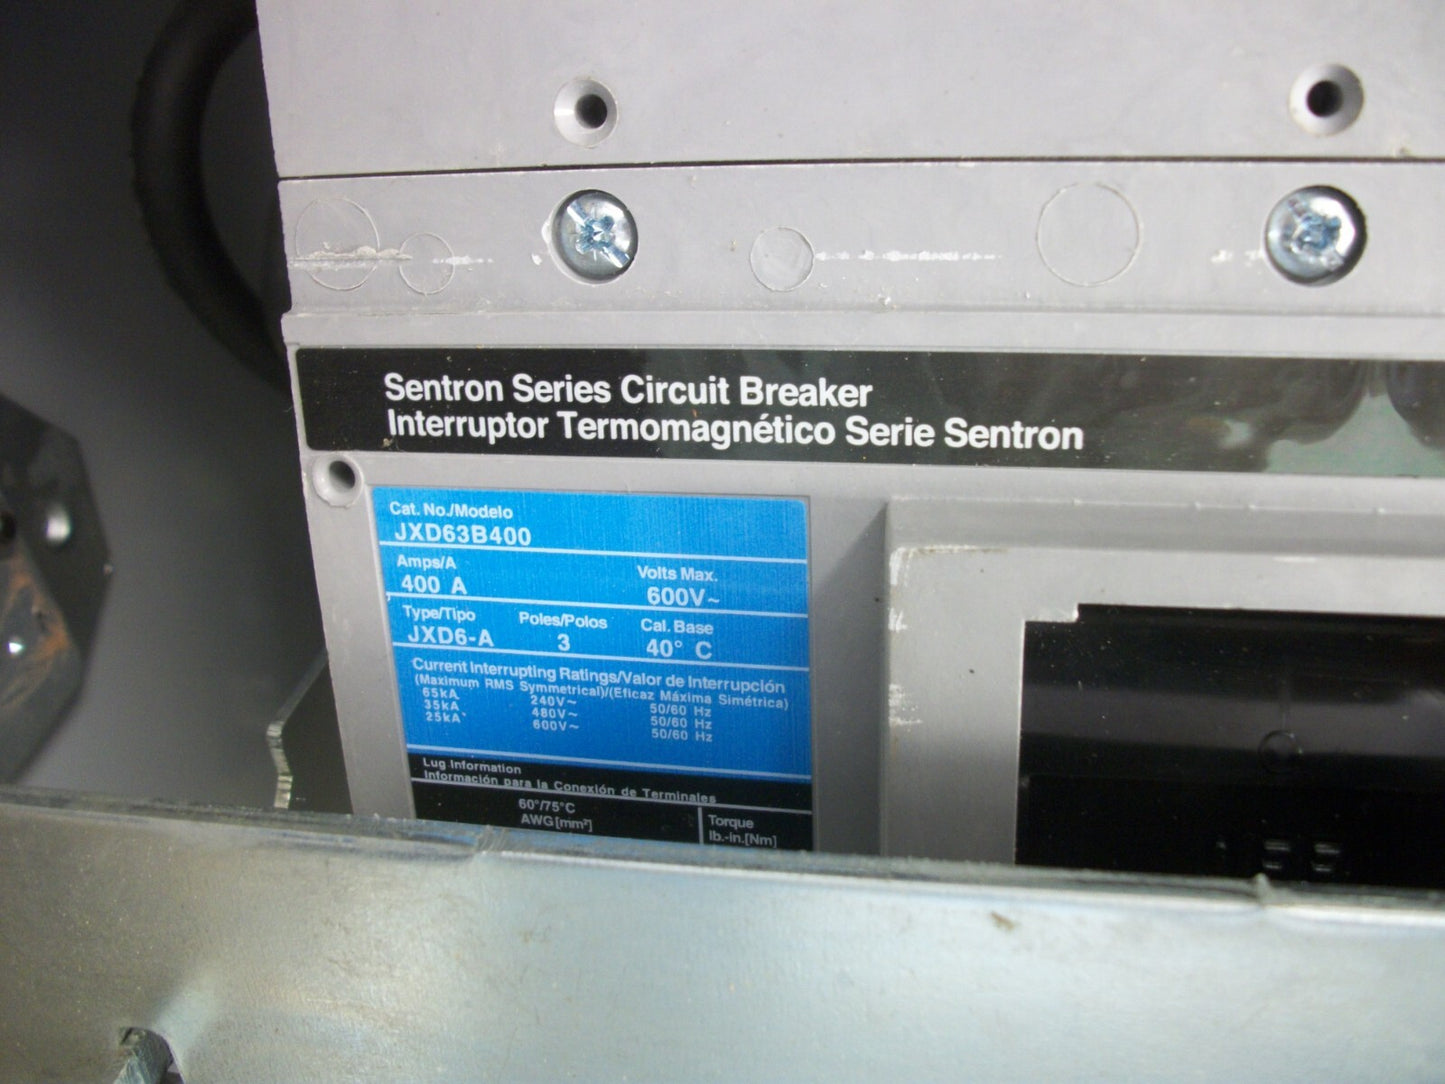 Sentron Series Circuit Breaker
Interruptor Termomagnético Serie Sentron
Cat. No./Modelo
JXD63B400
Amps/A Volts Max.
400 A 600V~
Type/Tipo Poles/Polos Cal. Base
JXD6-A 3 40° C
Current Interrupting Ratings/Valor de Interrupción
(Maximum RMS Symmetrical)/(Eficaz Máxima Simétrica)
65kA 240V~ 50/60 Hz
35kA 480V~ 50/60 Hz
25kA 600V~ 50/60 Hz
Lug Information
Información para la Conexión de Terminales
60°/75°C Torque
AWG[mm²] lb.-in.[Nm]